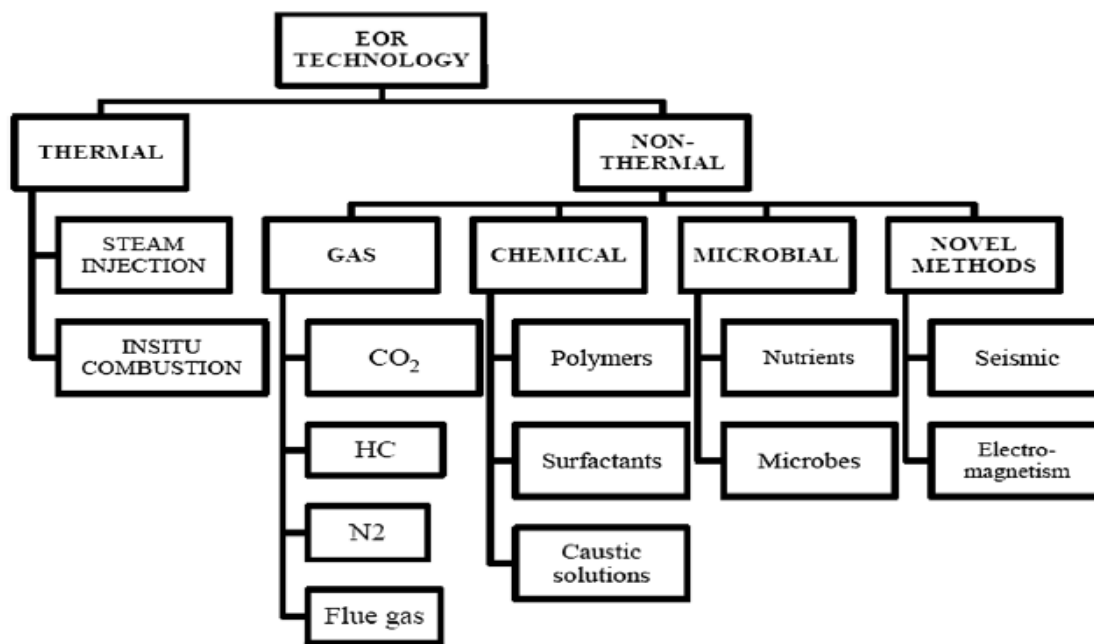 EOR
TECHNOLOGY
THERMAL
NON-
THERMAL
STEAM
INJECTION
INSITU
COMBUSTION
GAS
CHEMICAL
MICROBIAL
NOVEL
METHODS
CO₂
HC
N2
Flue gas
Polymers
Surfactants
Caustic
solutions
Nutrients
Microbes
Seismic
Electro-
magnetism